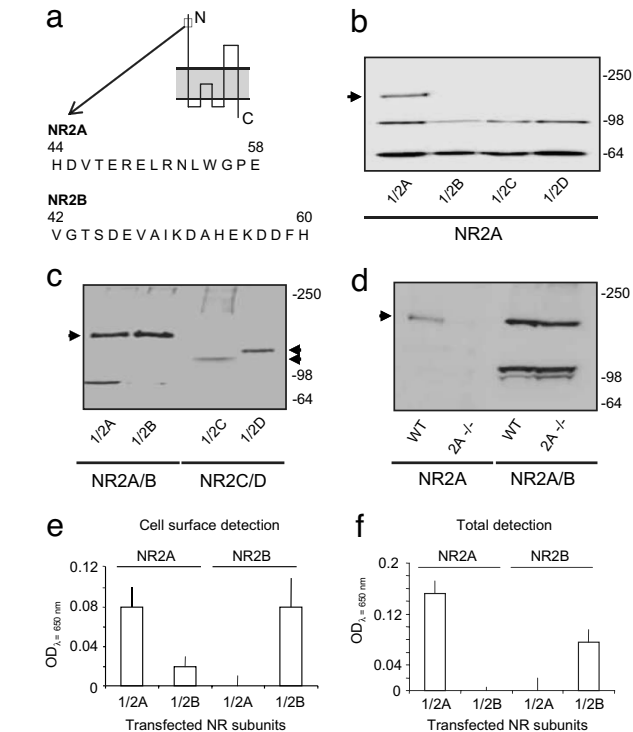 a
N
C
NR2A
44 58
H D V T E R E L R N L W G P E
NR2B
42 60
V G T S D E V A I K D A H E K D D F H
b
-250
-98
-64
1/2A 1/2B 1/2C 1/2D
NR2A
c
-250
-98
-64
1/2A 1/2B 1/2C 1/2D
NR2A/B NR2C/D
d
-250
-98
-64
WT 2A -/- WT 2A -/-
NR2A NR2A/B
e
Cell surface detection
NR2A NR2B
0.12
0.08
0.04
0
ODλ = 650 nm
1/2A 1/2B 1/2A 1/2B
Transfected NR subunits
f
Total detection
NR2A NR2B
0.2
0.12
0.04
0
ODλ = 650 nm
1/2A 1/2B 1/2A 1/2B
Transfected NR subunits